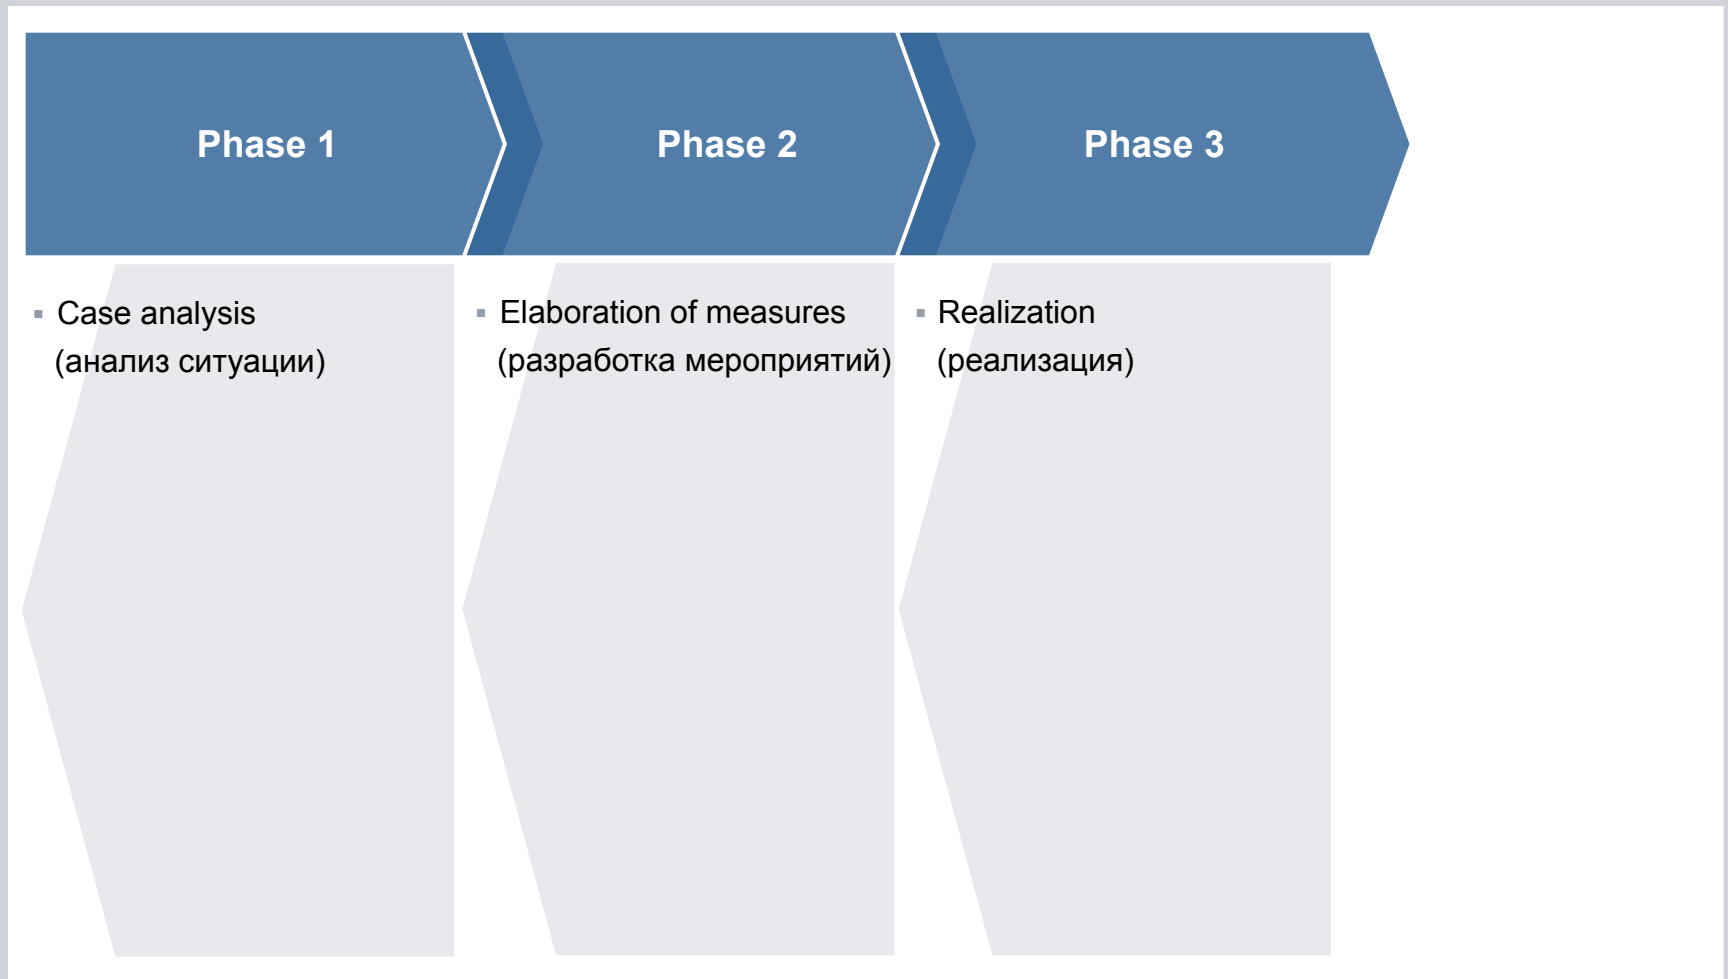 Phase 1
Phase 2
Phase 3
Case analysis
(анализ ситуации)
Elaboration of measures
(разработка мероприятий)
Realization
(реализация)